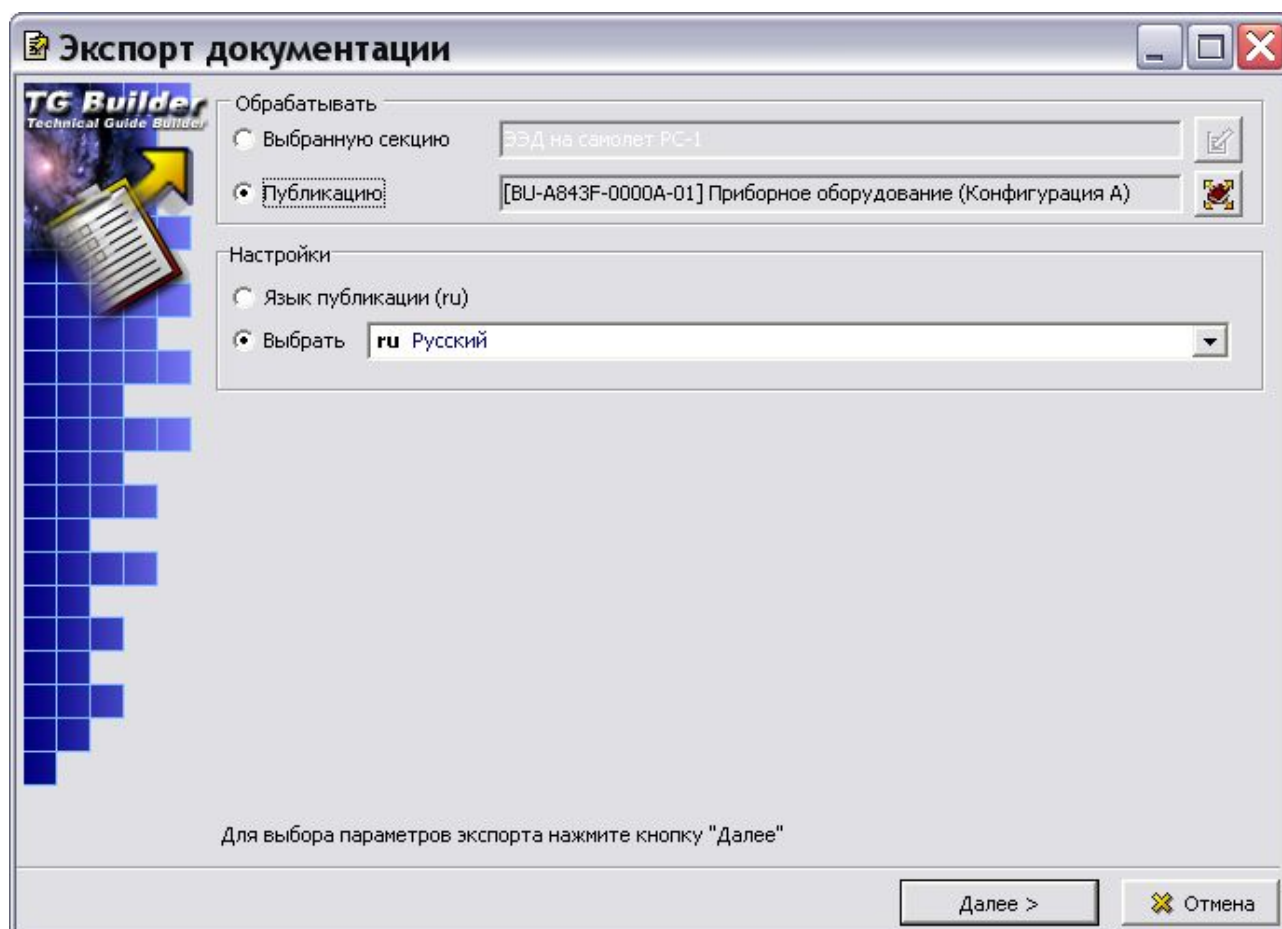 Экспорт документации
TG Builder
Technical Guide Builder
Обрабатывать
Выбранную секцию
ЭЭД на самолет РС-1
Публикацию
[BU-A843F-0000A-01] Приборное оборудование (Конфигурация А)
Настройки
Язык публикации (ru)
Выбрать
ru Русский
Для выбора параметров экспорта нажмите кнопку "Далее"
Далее >
Отмена